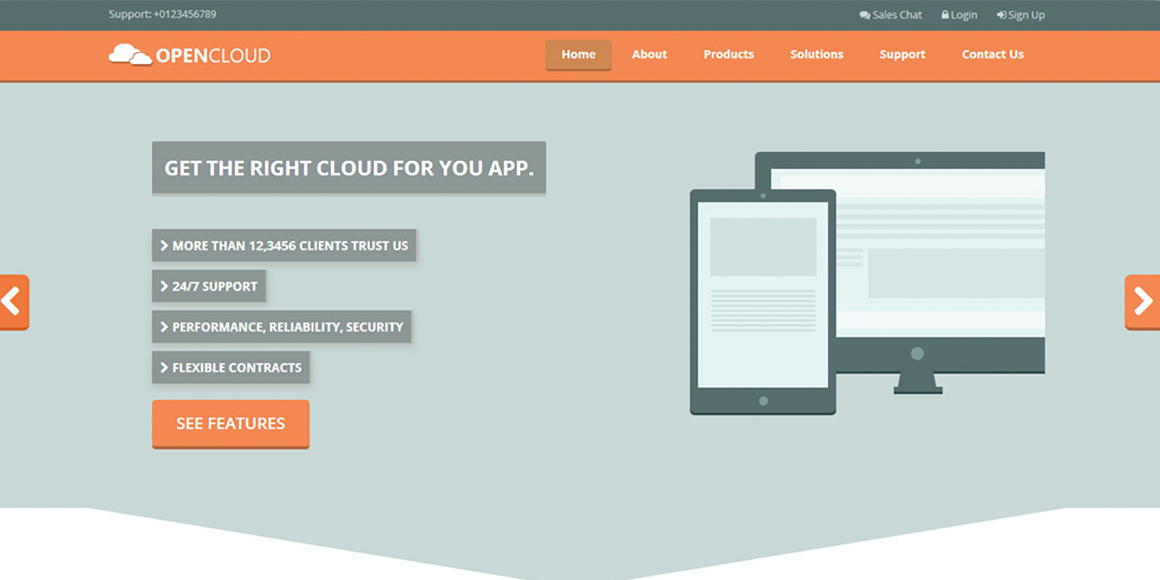 Support: +0123456789
Sales Chat Login Sign Up
OPENCLOUD
Home About Products Solutions Support Contact Us
GET THE RIGHT CLOUD FOR YOU APP.
MORE THAN 12,3456 CLIENTS TRUST US
24/7 SUPPORT
PERFORMANCE, RELIABILITY, SECURITY
FLEXIBLE CONTRACTS
SEE FEATURES